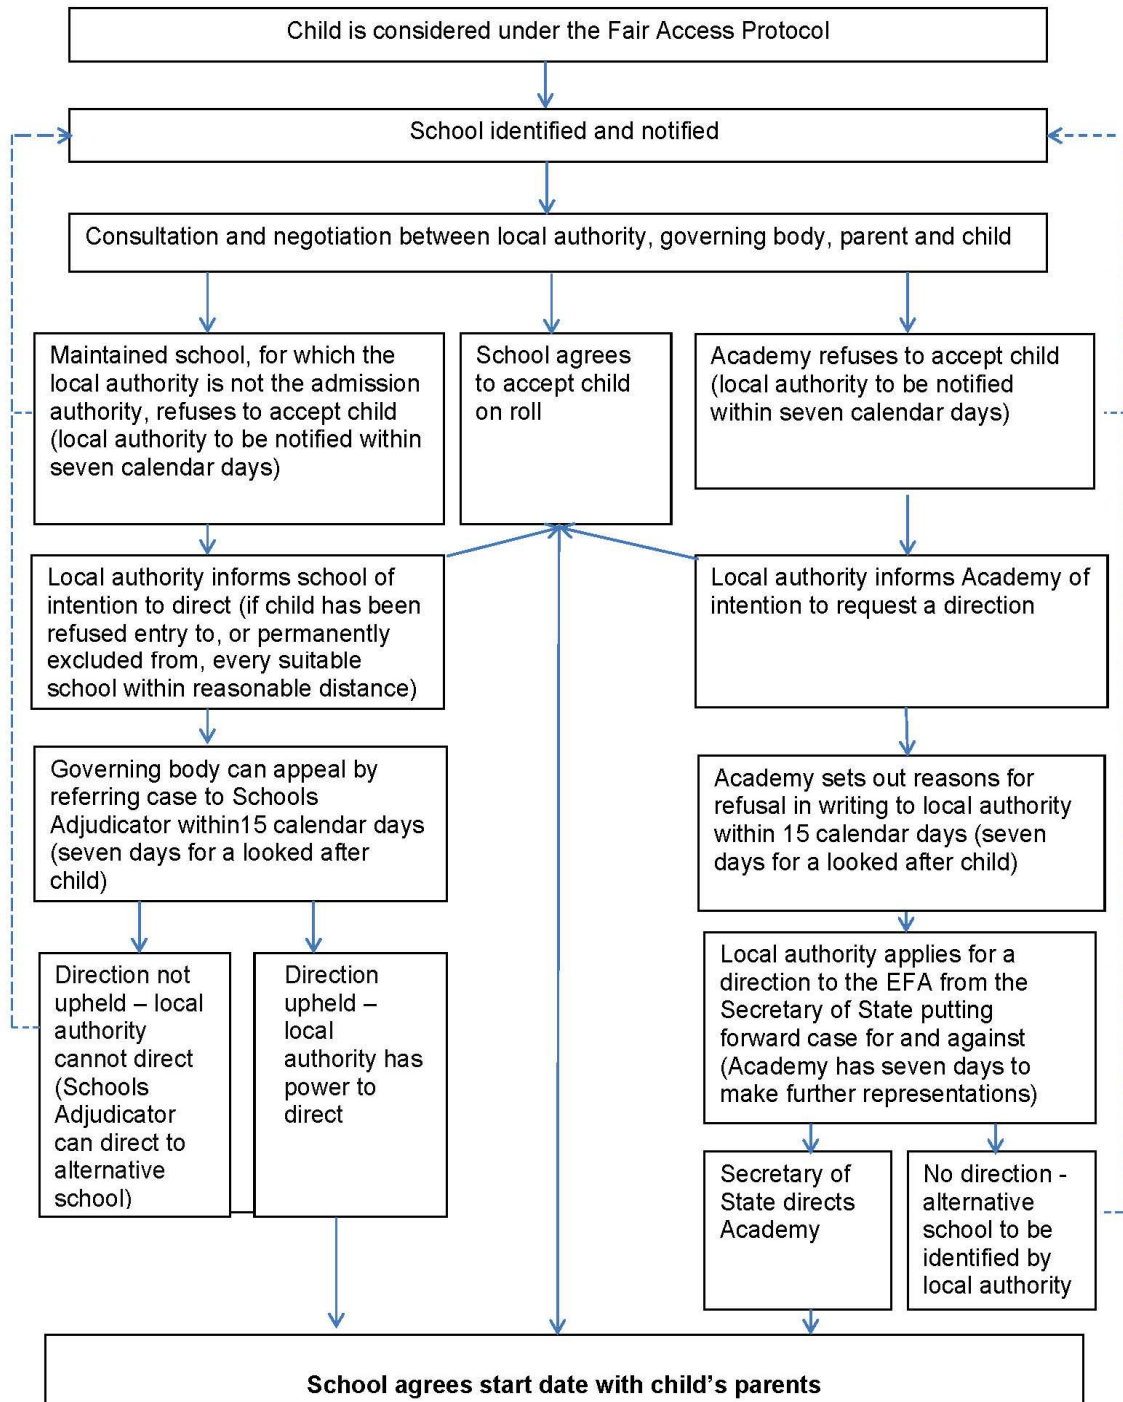 Child is considered under the Fair Access Protocol
School identified and notified
Consultation and negotiation between local authority, governing body, parent and child
Maintained school, for which the
local authority is not the admission
authority, refuses to accept child
(local authority to be notified within
seven calendar days)
School agrees
to accept child
on roll
Academy refuses to accept child
(local authority to be notified
within seven calendar days)
Local authority informs school of
intention to direct (if child has been
refused entry to, or permanently
excluded from, every suitable
school within reasonable distance)
Local authority informs Academy of
intention to request a direction
Governing body can appeal by
referring case to Schools
Adjudicator within15 calendar days
(seven days for a looked after
child)
Academy sets out reasons for
refusal in writing to local authority
within 15 calendar days (seven
days for a looked after child)
Direction not
upheld – local
authority
cannot direct
(Schools
Adjudicator
can direct to
alternative
school)
Direction
upheld –
local
authority has
power to
direct
Local authority applies for a
direction to the EFA from the
Secretary of State putting
forward case for and against
(Academy has seven days to
make further representations)
Secretary of
State directs
Academy
No direction -
alternative
school to be
identified by
local authority
School agrees start date with child's parents